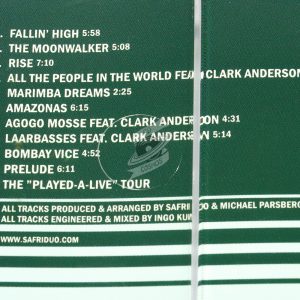 . FALLIN' HIGH 5:58
. THE MOONWALKER 5:08
. RISE 7:10
. ALL THE PEOPLE IN THE WORLD FEAT CLARK ANDERSON
MARIMBA DREAMS 2:25
AMAZONAS 6:15
AGOGO MOSSE FEAT. CLARK ANDERSON 4:31
LAARBASSES FEAT. CLARK ANDERSON 5:14
BOMBAY VICE 4:52
PRELUDE 6:11
THE "PLAYED-A-LIVE" TOUR
ALL TRACKS PRODUCED & ARRANGED BY SAFRI DUO & MICHAEL PARSBERG
ALL TRACKS ENGINEERED & MIXED BY INGO KUN
WWW.SAFRIDUO.COM